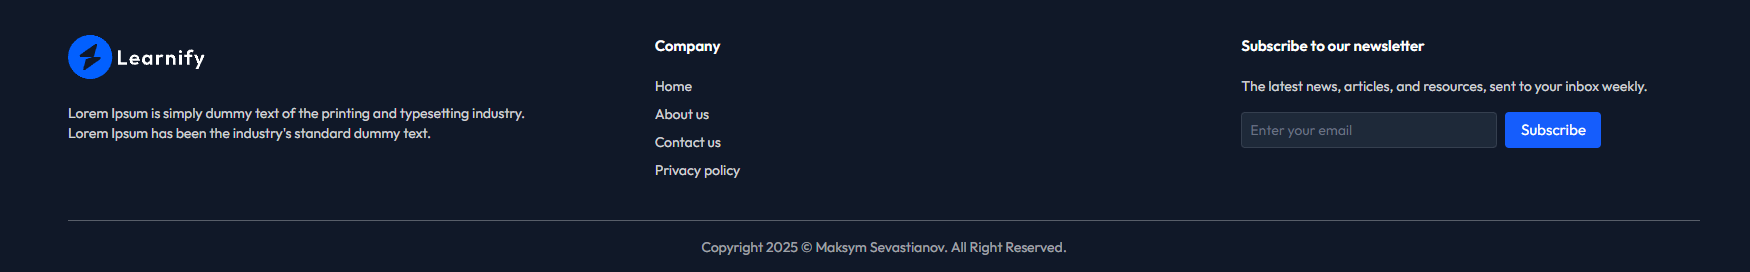 Learnify
Lorem Ipsum is simply dummy text of the printing and typesetting industry.
Lorem Ipsum has been the industry's standard dummy text.
Company
Home
About us
Contact us
Privacy policy
Subscribe to our newsletter
The latest news, articles, and resources, sent to your inbox weekly.
Enter your email
Subscribe
Copyright 2025 © Maksym Sevastianov. All Right Reserved.